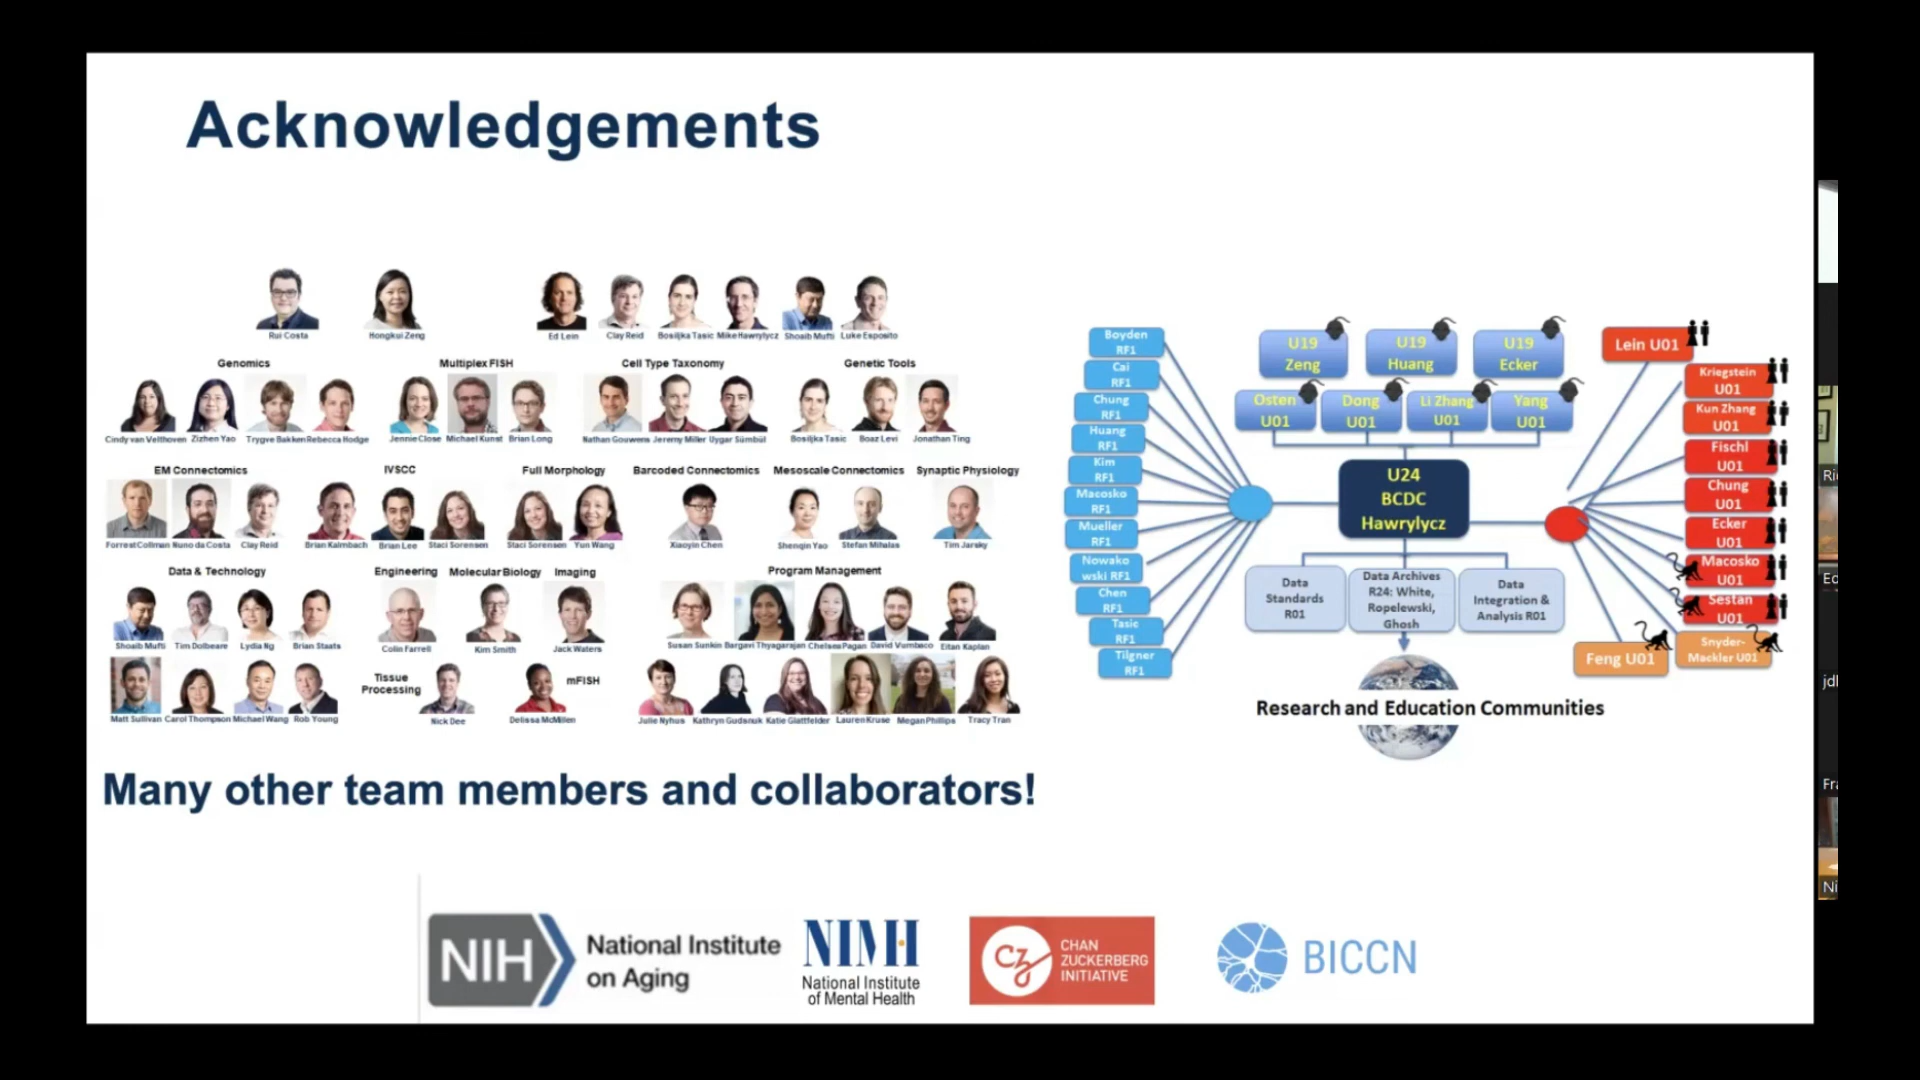 Acknowledgements
Rui Costa
Hongkui Zeng
Ed Lein
Clay Reid
Bosiljka Tasic
Mike Hawrylycz
Shoaib Mufti
Luke Esposito
Genomics
Multiplex FISH
Cell Type Taxonomy
Genetic Tools
Cindy van Velthoven
Zizhen Yao
Trygve Bakken
Rebecca Hodge
Jennie Close
Michael Kunst
Brian Long
Nathan Gouwens
Jeremy Miller
Uygar Sümbül
Bosiljka Tasic
Boaz Levi
Jonathan Ting
EM Connectomics
IVSCC
Full Morphology
Barcoded Connectomics
Mesoscale Connectomics
Synaptic Physiology
Forrest Collman
Nuno da Costa
Clay Reid
Brian Kalmbach
Brian Lee
Staci Sorensen
Staci Sorensen
Yun Wang
Xiaoyin Chen
Shenqin Yao
Stefan Mihalas
Tim Jarsky
Data & Technology
Engineering
Molecular Biology
Imaging
Program Management
Shoaib Mufti
Tim Dolbeare
Lydia Ng
Brian Staats
Colin Farrell
Kim Smith
Jack Waters
Susan Sunkin
Bargavi Thyagarajan
Chelsea Pagan
David Vumbaco
Eitan Kaplan
Tissue
Processing
mFISH
Matt Sullivan
Carol Thompson
Michael Wang
Rob Young
Nick Dee
Delissa McMillen
Julie Nyhus
Kathryn Gudsnuk
Katie Glattfelder
Lauren Kruse
Megan Phillips
Tracy Tran
Many other team members and collaborators!
Boyden
RF1
Cai
RF1
Chung
RF1
Huang
RF1
Kim
RF1
Macosko
RF1
Mueller
RF1
Nowako
wski RF1
Chen
RF1
Tasic
RF1
Tilgner
RF1
U19
Zeng
U19
Huang
U19
Ecker
Osten
U01
Dong
U01
Li Zhang
U01
Yang
U01
U24
BCDC
Hawrylycz
Data
Standards
R01
Data Archives
R24: White,
Ropelewski,
Ghosh
Data
Integration &
Analysis R01
Research and Education Communities
Lein U01
Kriegstein
U01
Kun Zhang
U01
Fischl
U01
Chung
U01
Ecker
U01
Macosko
U01
Sestan
U01
Feng U01
Snyder-
Mackler U01
NIH
National Institute
on Aging
NIMH
National Institute
of Mental Health
CZ
CHAN
ZUCKERBERG
INITIATIVE
BICCN